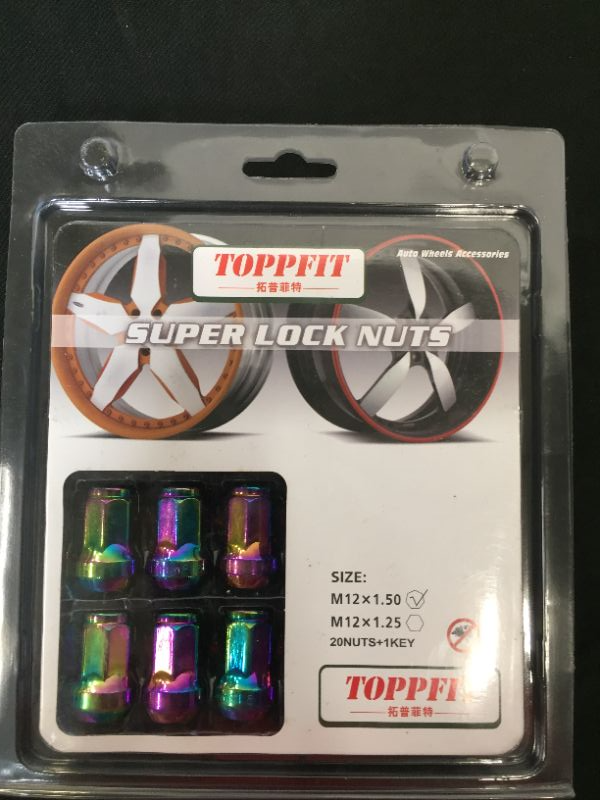 TOPPFIT
拓普菲特
Auto Wheels Accessories
SUPER LOCK NUTS
SIZE:
M12×1.50
M12×1.25
20NUTS+1KEY
TOPPFIT
拓普菲特